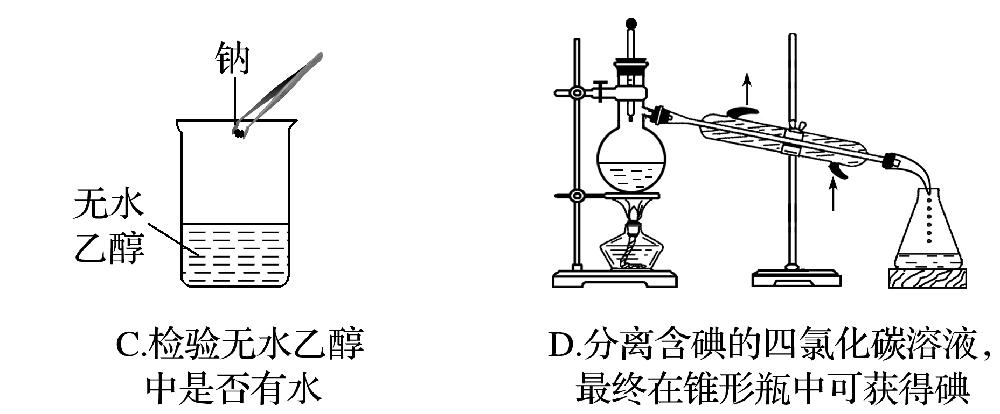 钠
无水
乙醇
C.检验无水乙醇
中是否有水
D.分离含碘的四氯化碳溶液，
最终在锥形瓶中可获得碘